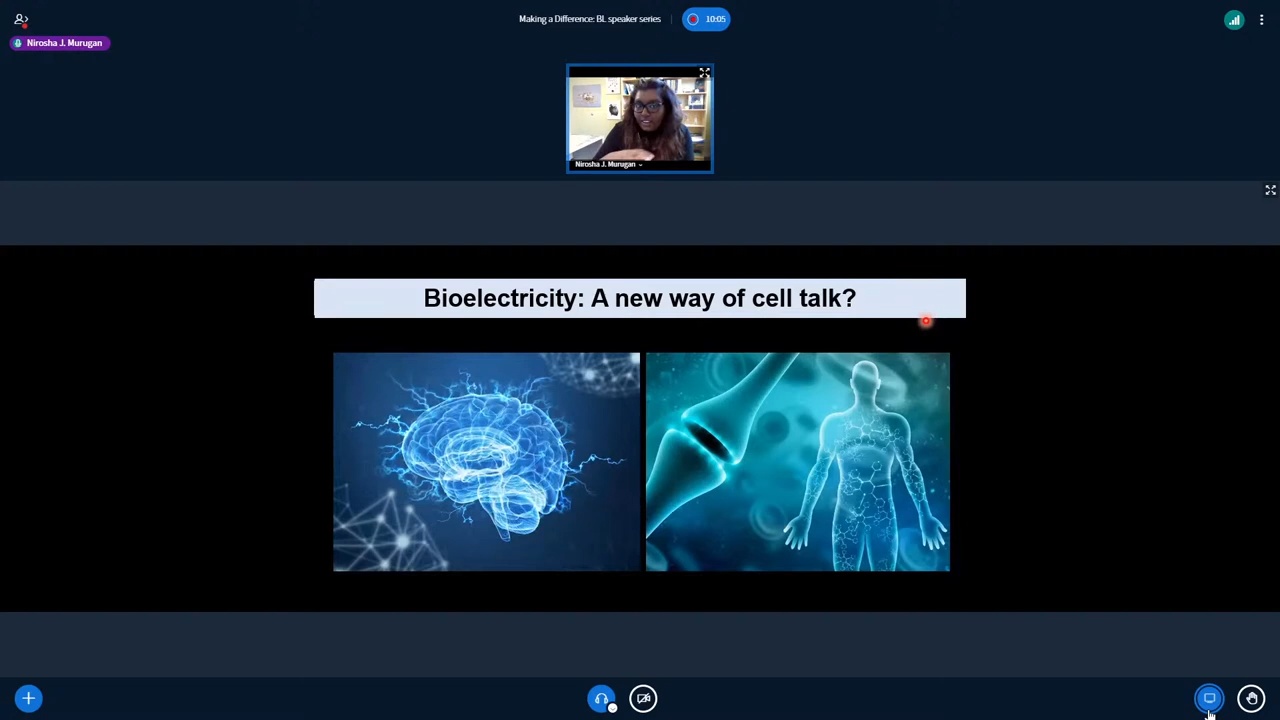 Making a Difference: BL speaker series
10:05
Nirosha J. Murugan
Nirosha J. Murugan
Bioelectricity: A new way of cell talk?